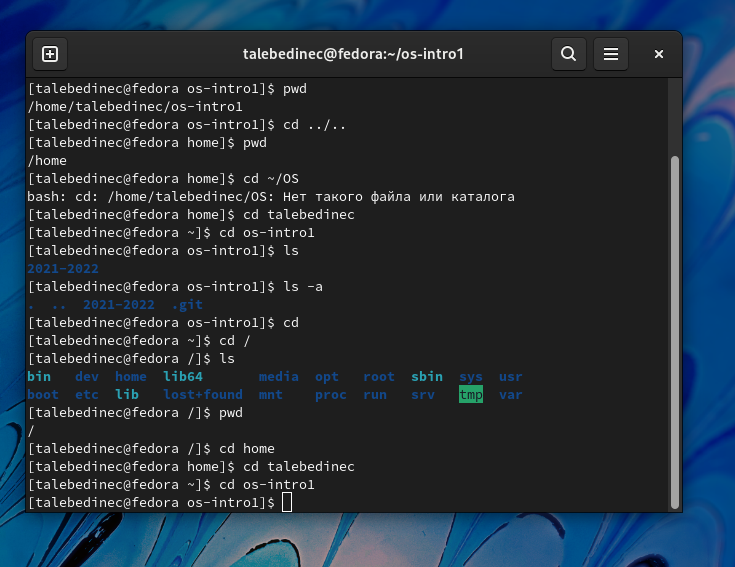 talebedinec@fedora:~/os-intro1
[talebedinec@fedora os-intro1]$ pwd
/home/talebedinec/os-intro1
[talebedinec@fedora os-intro1]$ cd ../..
[talebedinec@fedora home]$ pwd
/home
[talebedinec@fedora home]$ cd ~/OS
bash: cd: /home/talebedinec/OS: Нет такого файла или каталога
[talebedinec@fedora home]$ cd talebedinec
[talebedinec@fedora ~]$ cd os-intro1
[talebedinec@fedora os-intro1]$ ls
2021-2022
[talebedinec@fedora os-intro1]$ ls -a
.  ..  2021-2022  .git
[talebedinec@fedora os-intro1]$ cd
[talebedinec@fedora ~]$ cd /
[talebedinec@fedora /]$ ls
bin   dev  home  lib64       media  opt   root  sbin  sys  usr
boot  etc  lib   lost+found  mnt    proc  run   srv   tmp  var
[talebedinec@fedora /]$ pwd
/
[talebedinec@fedora /]$ cd home
[talebedinec@fedora home]$ cd talebedinec
[talebedinec@fedora ~]$ cd os-intro1
[talebedinec@fedora os-intro1]$